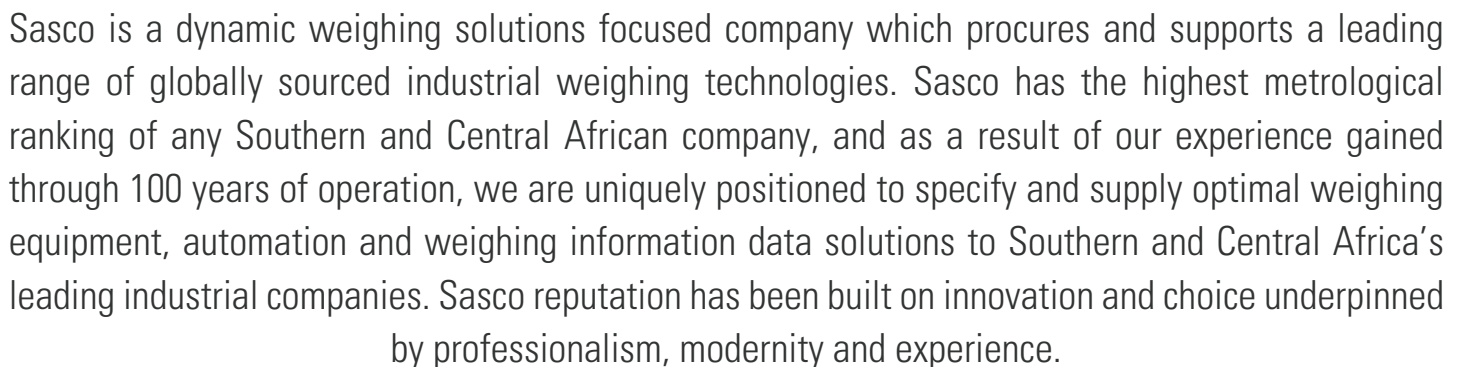 Sasco is a dynamic weighing solutions focused company which procures and supports a leading
range of globally sourced industrial weighing technologies. Sasco has the highest metrological
ranking of any Southern and Central African company, and as a result of our experience gained
through 100 years of operation, we are uniquely positioned to specify and supply optimal weighing
equipment, automation and weighing information data solutions to Southern and Central Africa’s
leading industrial companies. Sasco reputation has been built on innovation and choice underpinned
by professionalism, modernity and experience.